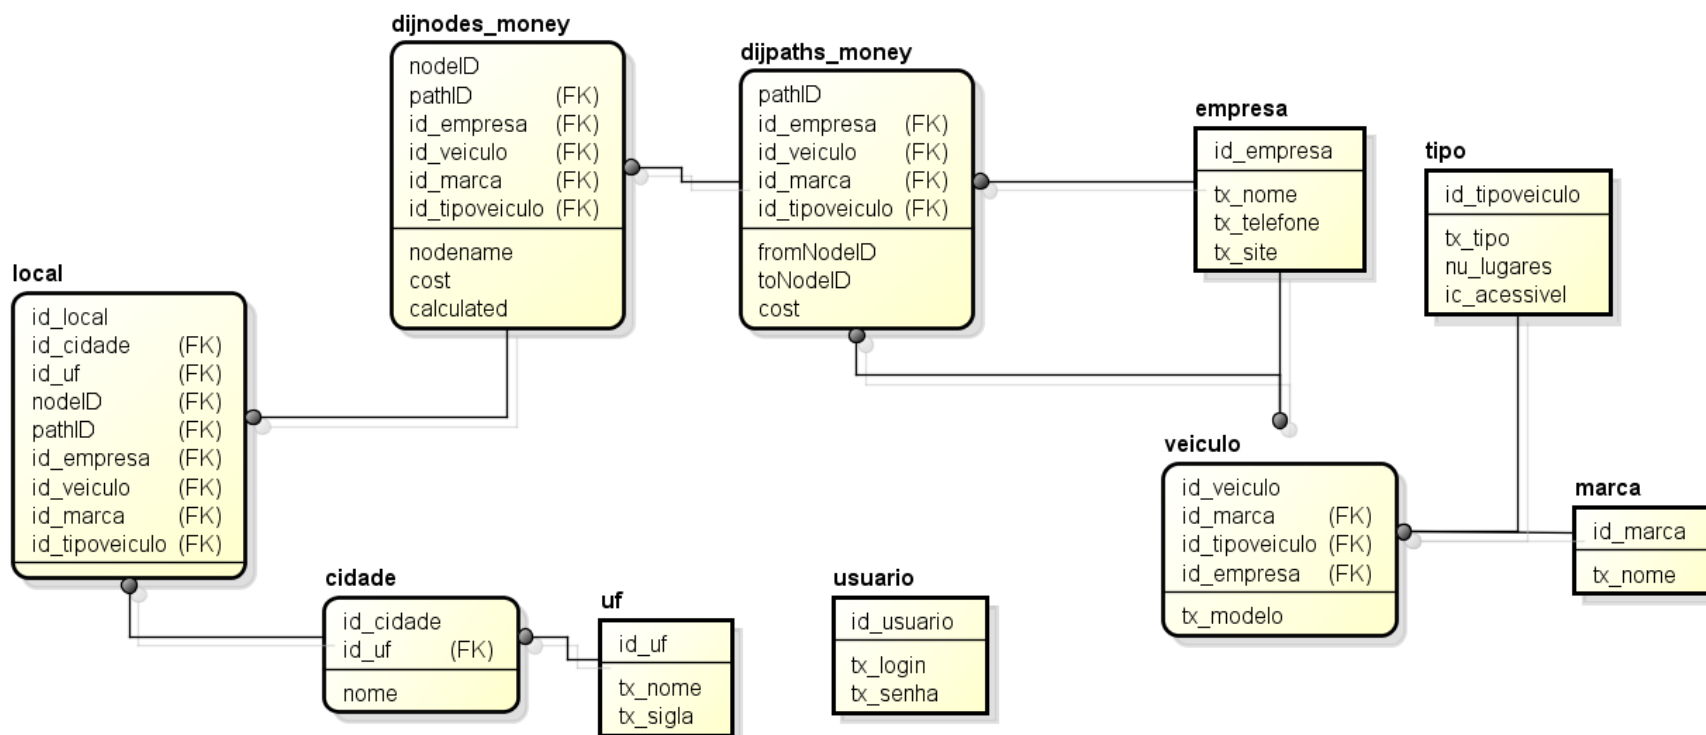 dijnodes_money
nodeID
pathID (FK)
id_empresa (FK)
id_veiculo (FK)
id_marca (FK)
id_tipoveiculo (FK)
nodename
cost
calculated
dijpaths_money
pathID
id_empresa (FK)
id_veiculo (FK)
id_marca (FK)
id_tipoveiculo (FK)
fromNodeID
toNodeID
cost
empresa
id_empresa
tx_nome
tx_telefone
tx_site
tipo
id_tipoveiculo
tx_tipo
nu_lugares
ic_acessivel
local
id_local
id_cidade (FK)
id_uf (FK)
nodeID (FK)
pathID (FK)
id_empresa (FK)
id_veiculo (FK)
id_marca (FK)
id_tipoveiculo (FK)
veiculo
id_veiculo
id_marca (FK)
id_tipoveiculo (FK)
id_empresa (FK)
tx_modelo
marca
id_marca
tx_nome
cidade
id_cidade
id_uf (FK)
nome
uf
id_uf
tx_nome
tx_sigla
usuario
id_usuario
tx_login
tx_senha